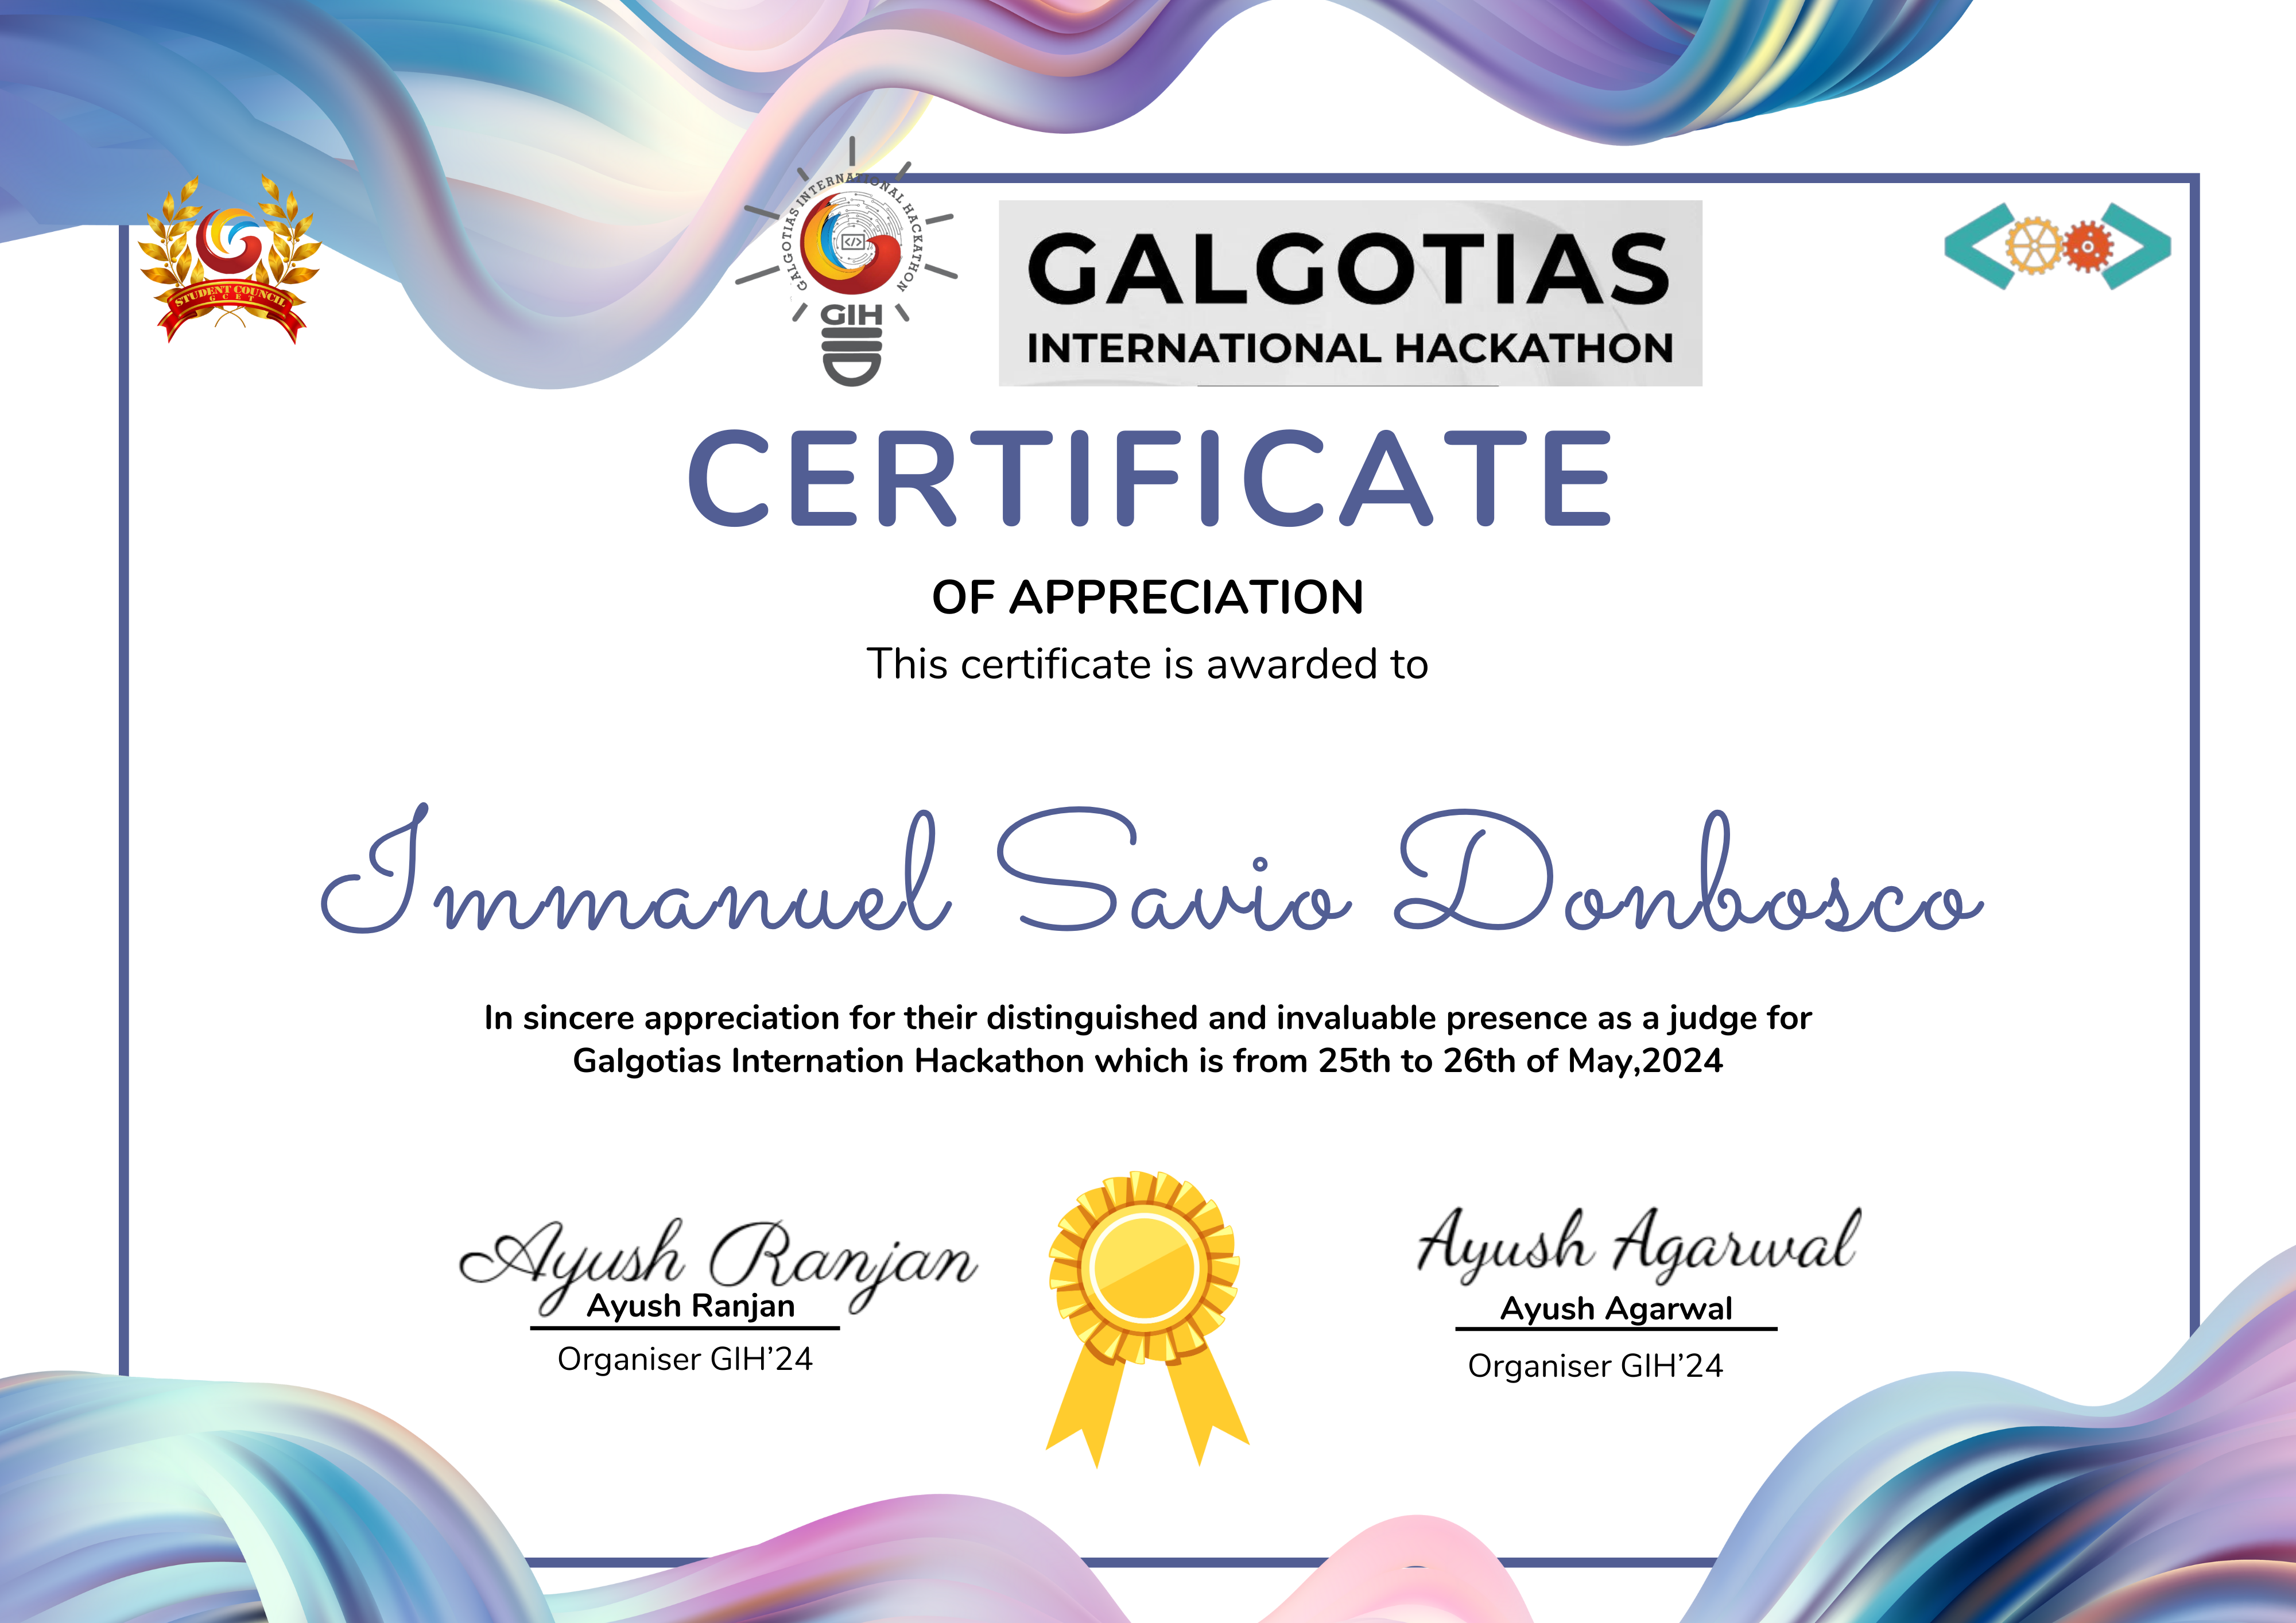 STUDENT COUNCIL
GCET
GALGOTIAS INTERNATIONAL HACKATHON
</>
GIH
GALGOTIAS
INTERNATIONAL HACKATHON
CERTIFICATE
OF APPRECIATION
This certificate is awarded to
Immanuel Savio Donbosco
In sincere appreciation for their distinguished and invaluable presence as a judge for
Galgotias Internation Hackathon which is from 25th to 26th of May,2024
Ayush Ranjan
Ayush Ranjan
Organiser GIH’24
Ayush Agarwal
Ayush Agarwal
Organiser GIH’24